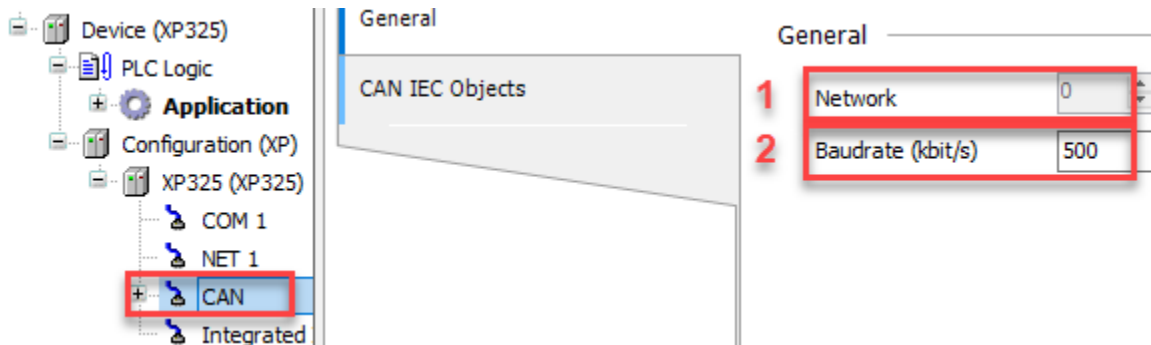 Device (XP325)
PLC Logic
Application
Configuration (XP)
XP325 (XP325)
COM 1
NET 1
CAN
Integrated
General
CAN IEC Objects
General
1 Network 0
2 Baudrate (kbit/s) 500